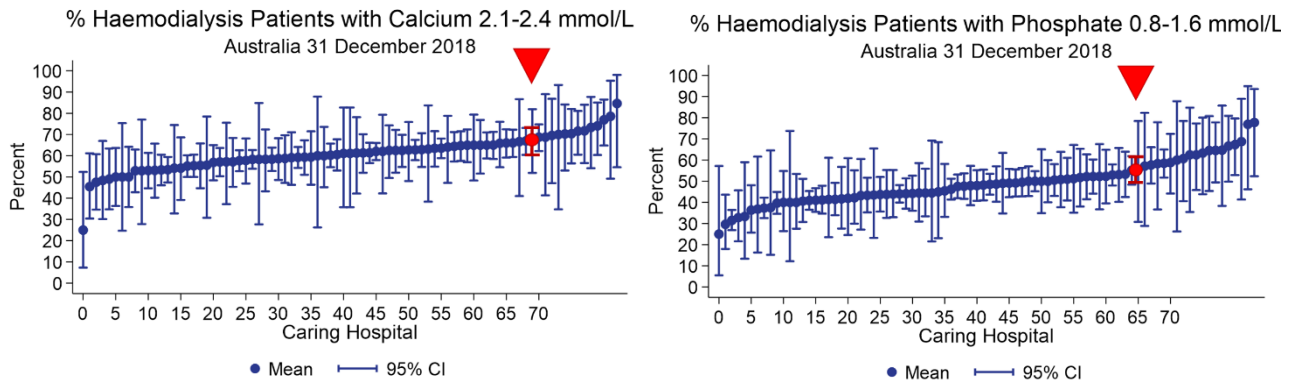 % Haemodialysis Patients with Calcium 2.1-2.4 mmol/L
Australia 31 December 2018
Percent
100
90
80
70
60
50
40
30
20
10
0
0 5 10 15 20 25 30 35 40 45 50 55 60 65 70
Caring Hospital
Mean 95% CI
% Haemodialysis Patients with Phosphate 0.8-1.6 mmol/L
Australia 31 December 2018
Percent
100
90
80
70
60
50
40
30
20
10
0
0 5 10 15 20 25 30 35 40 45 50 55 60 65 70
Caring Hospital
Mean 95% CI